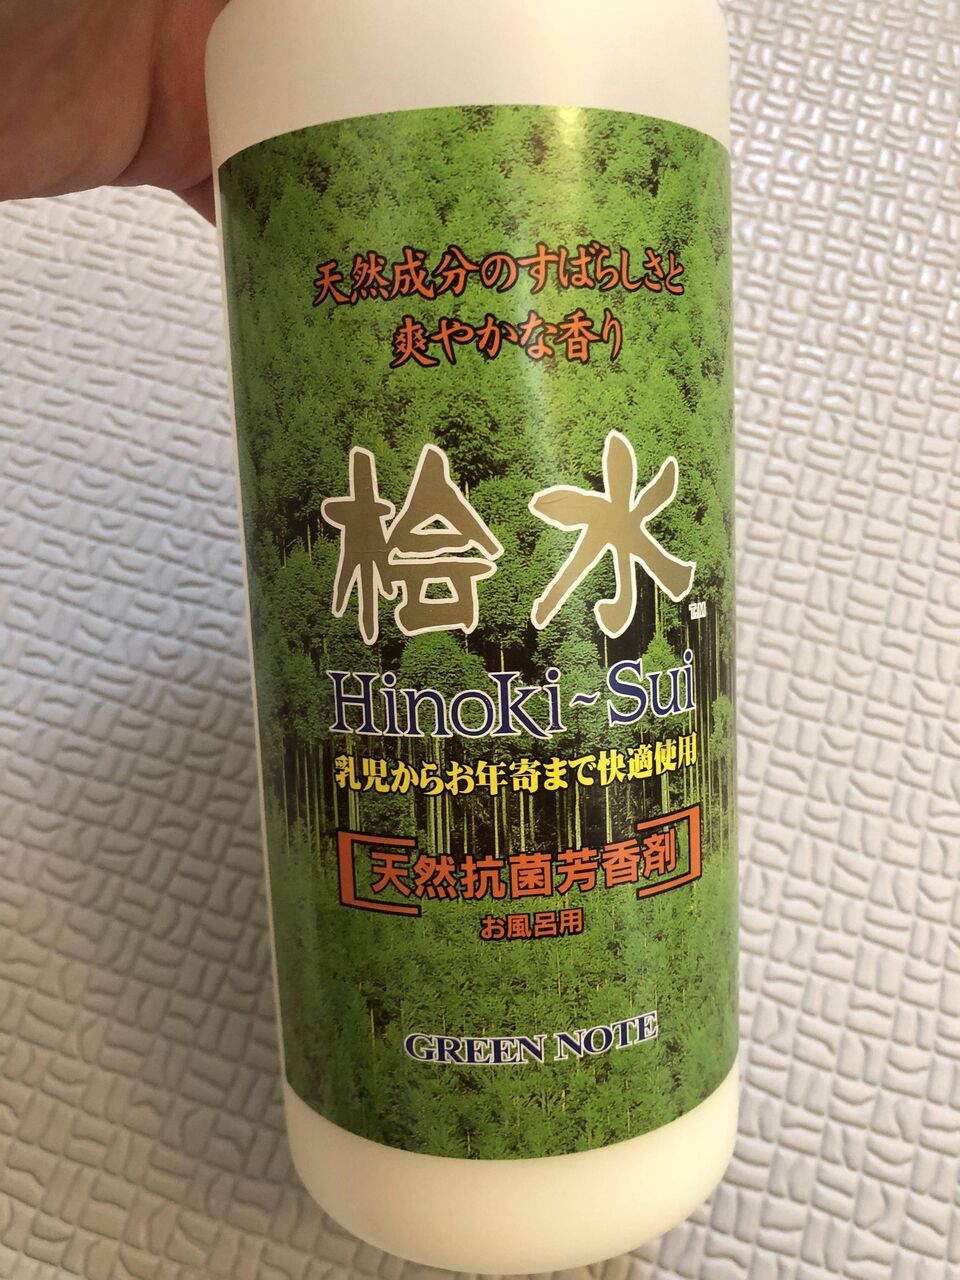 天然成分のすばらしさと
爽やかな香り
桧水™
Hinoki~Sui
乳児からお年寄まで快適使用
天然抗菌芳香剤
お風呂用
GREEN NOTE